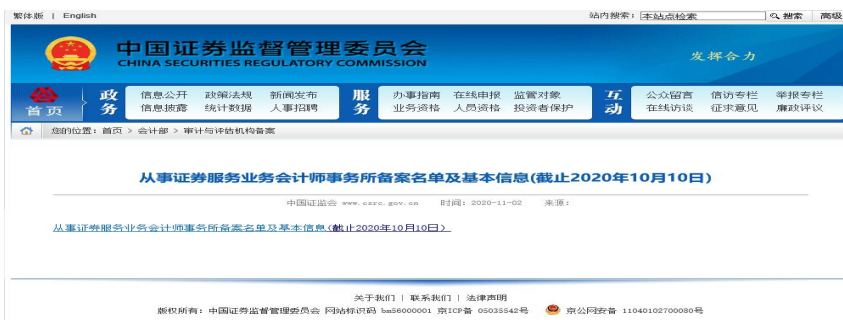 繁体版 | English 站内搜索: 本站点检索 搜索 高级
中国证券监督管理委员会
CHINA SECURITIES REGULATORY COMMISSION
发挥合力
首页 政务 信息公开 政策法规 新闻发布 服务 办事指南 在线申报 监管对象 互动 公众留言 信访专栏 举报专栏
信息披露 统计数据 人事招聘 业务资格 人员资格 投资者保护 在线访谈 征求意见 廉政评议
您的位置: 首页 > 会计部 > 审计与评估机构备案
从事证券服务业务会计师事务所备案名单及基本信息(截止2020年10月10日)
中国证监会 www.csrc.gov.cn 时间: 2020-11-02 来源:
从事证券服务业务会计师事务所备案名单及基本信息(截止2020年10月10日)
关于我们 | 联系我们 | 法律声明
版权所有: 中国证券监督管理委员会 网站标识码 bm56000001 京ICP备 05035542号 京公网安备 11040102700080号